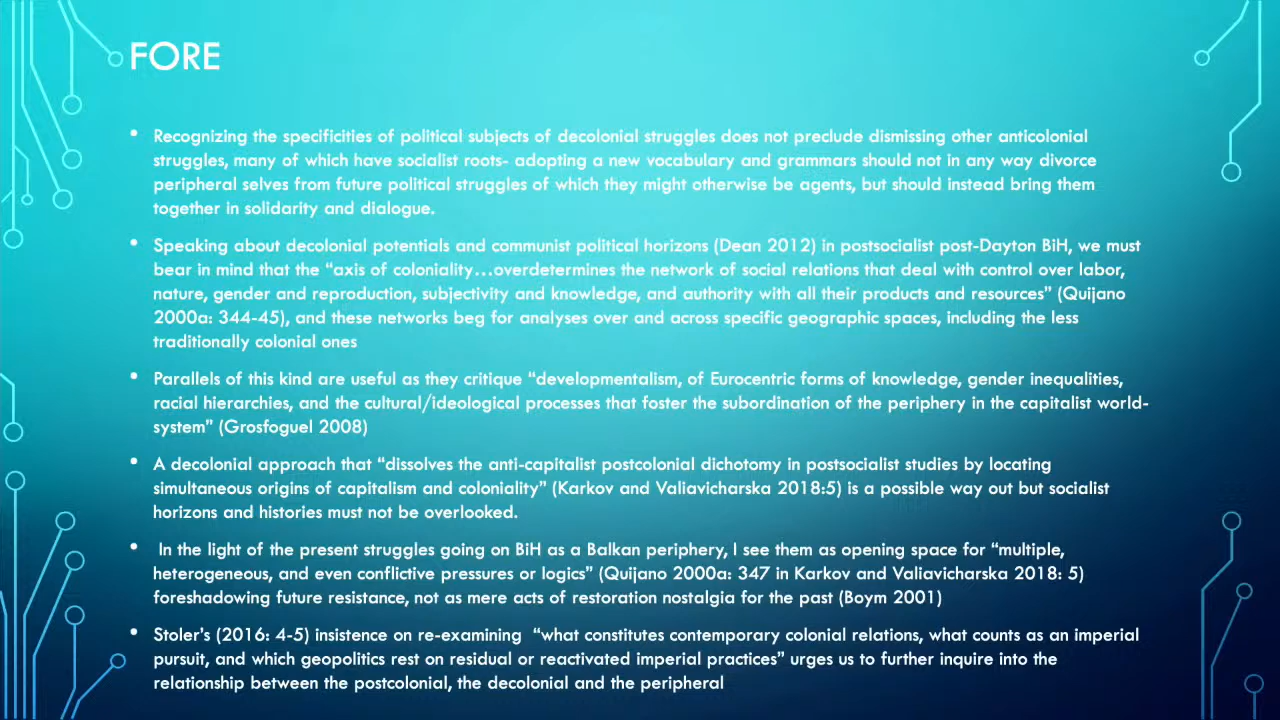 FORE
• Recognizing the specificities of political subjects of decolonial struggles does not preclude dismissing other anticolonial
struggles, many of which have socialist roots- adopting a new vocabulary and grammars should not in any way divorce
peripheral selves from future political struggles of which they might otherwise be agents, but should instead bring them
together in solidarity and dialogue.
• Speaking about decolonial potentials and communist political horizons (Dean 2012) in postsocialist post-Dayton BiH, we must
bear in mind that the “axis of coloniality…overdetermines the network of social relations that deal with control over labor,
nature, gender and reproduction, subjectivity and knowledge, and authority with all their products and resources” (Quijano
2000a: 344-45), and these networks beg for analyses over and across specific geographic spaces, including the less
traditionally colonial ones
• Parallels of this kind are useful as they critique “developmentalism, of Eurocentric forms of knowledge, gender inequalities,
racial hierarchies, and the cultural/ideological processes that foster the subordination of the periphery in the capitalist world-
system” (Grosfoguel 2008)
• A decolonial approach that “dissolves the anti-capitalist postcolonial dichotomy in postsocialist studies by locating
simultaneous origins of capitalism and coloniality” (Karkov and Valiavicharska 2018:5) is a possible way out but socialist
horizons and histories must not be overlooked.
• In the light of the present struggles going on BiH as a Balkan periphery, I see them as opening space for “multiple,
heterogeneous, and even conflictive pressures or logics” (Quijano 2000a: 347 in Karkov and Valiavicharska 2018: 5)
foreshadowing future resistance, not as mere acts of restoration nostalgia for the past (Boym 2001)
• Stoler’s (2016: 4-5) insistence on re-examining “what constitutes contemporary colonial relations, what counts as an imperial
pursuit, and which geopolitics rest on residual or reactivated imperial practices” urges us to further inquire into the
relationship between the postcolonial, the decolonial and the peripheral